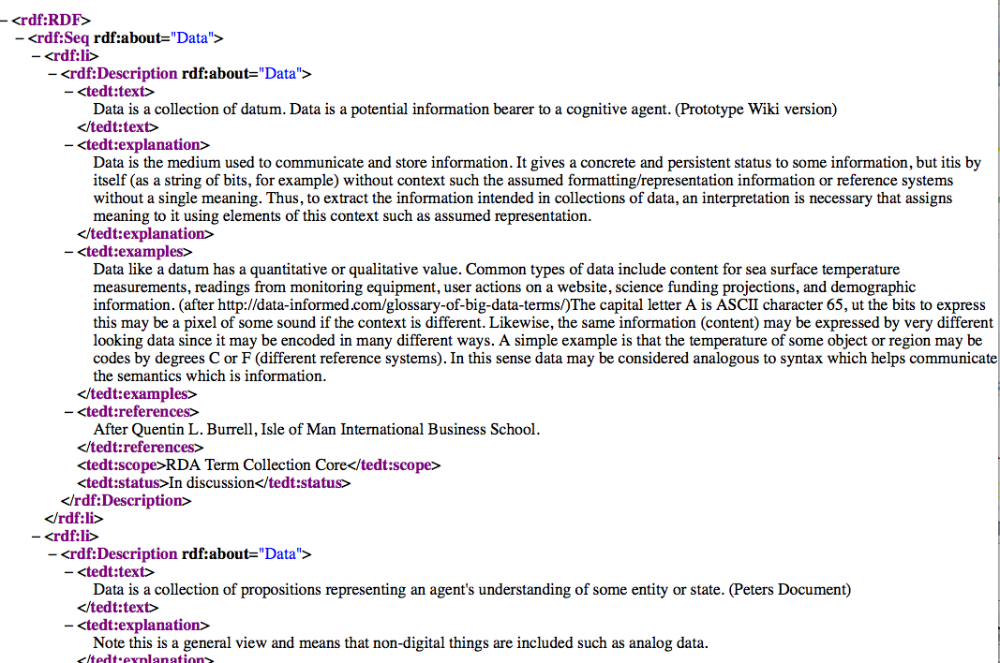 – <rdf:RDF>
– <rdf:Seq rdf:about="Data">
– <rdf:li>
– <rdf:Description rdf:about="Data">
– <tedt:text>
Data is a collection of datum. Data is a potential information bearer to a cognitive agent. (Prototype Wiki version)
</tedt:text>
– <tedt:explanation>
Data is the medium used to communicate and store information. It gives a concrete and persistent status to some information, but itis by
itself (as a string of bits, for example) without context such the assumed formatting/representation information or reference systems
without a single meaning. Thus, to extract the information intended in collections of data, an interpretation is necessary that assigns
meaning to it using elements of this context such as assumed representation.
</tedt:explanation>
– <tedt:examples>
Data like a datum has a quantitative or qualitative value. Common types of data include content for sea surface temperature
measurements, readings from monitoring equipment, user actions on a website, science funding projections, and demographic
information. (after http://data-informed.com/glossary-of-big-data-terms/)The capital letter A is ASCII character 65, ut the bits to express
this may be a pixel of some sound if the context is different. Likewise, the same information (content) may be expressed by very different
looking data since it may be encoded in many different ways. A simple example is that the temperature of some object or region may be
codes by degrees C or F (different reference systems). In this sense data may be considered analogous to syntax which helps communicate
the semantics which is information.
</tedt:examples>
– <tedt:references>
After Quentin L. Burrell, Isle of Man International Business School.
</tedt:references>
<tedt:scope>RDA Term Collection Core</tedt:scope>
<tedt:status>In discussion</tedt:status>
</rdf:Description>
</rdf:li>
– <rdf:li>
– <rdf:Description rdf:about="Data">
– <tedt:text>
Data is a collection of propositions representing an agent's understanding of some entity or state. (Peters Document)
</tedt:text>
– <tedt:explanation>
Note this is a general view and means that non-digital things are included such as analog data.
</tedt:explanation>